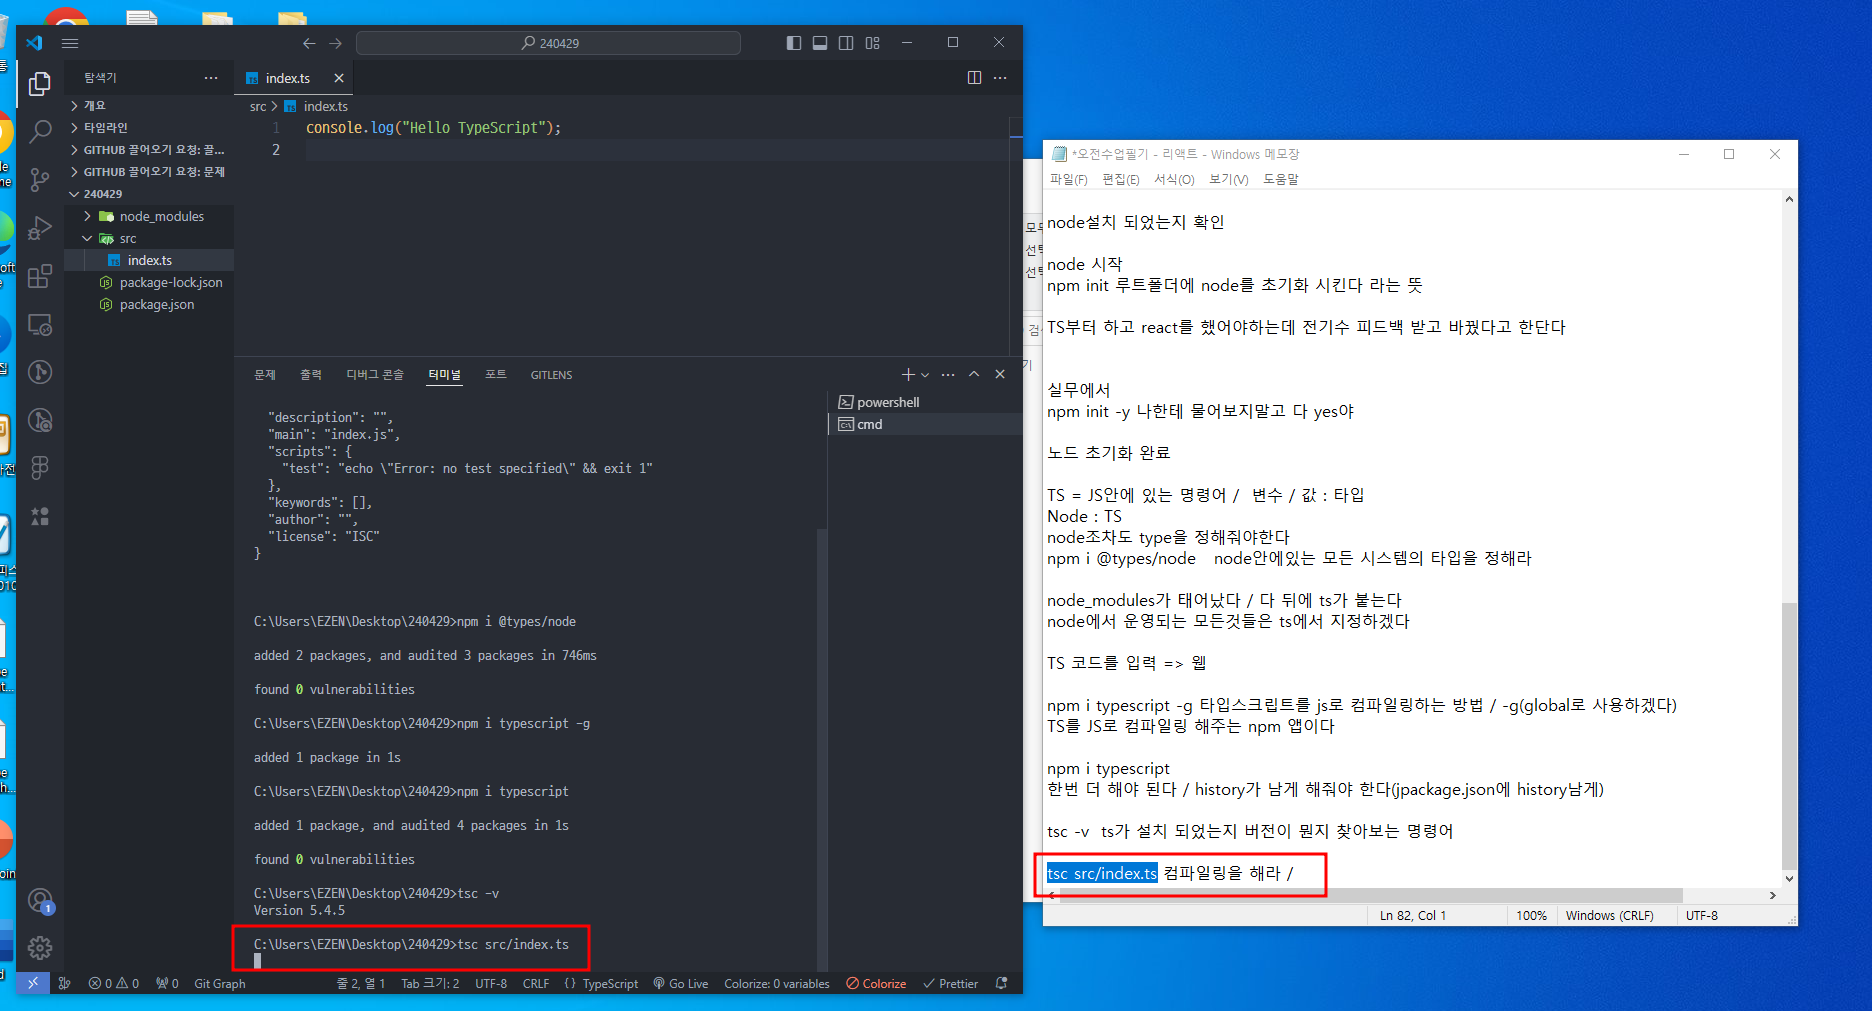 240429
탐색기
index.ts
개요
타임라인
GITHUB 끌어오기 요청: 끌...
GITHUB 끌어오기 요청: 문제
240429
node_modules
src
index.ts
package-lock.json
package.json
src > index.ts
1 console.log("Hello TypeScript");
2
문제 출력 디버그 콘솔 터미널 포트 GITLENS
powershell
cmd
"description": "",
"main": "index.js",
"scripts": {
"test": "echo \"Error: no test specified\" && exit 1"
},
"keywords": [],
"author": "",
"license": "ISC"
}
C:\Users\EZEN\Desktop\240429>npm i @types/node
added 2 packages, and audited 3 packages in 746ms
found 0 vulnerabilities
C:\Users\EZEN\Desktop\240429>npm i typescript -g
added 1 package in 1s
C:\Users\EZEN\Desktop\240429>npm i typescript
added 1 package, and audited 4 packages in 1s
found 0 vulnerabilities
C:\Users\EZEN\Desktop\240429>tsc -v
Version 5.4.5
C:\Users\EZEN\Desktop\240429>tsc src/index.ts
1
0 0 0 Git Graph 줄 2, 열 1 Tab 크기: 2 UTF-8 CRLF {} TypeScript Go Live Colorize: 0 variables Colorize Prettier
*오전수업필기 - 리액트 - Windows 메모장
파일(F) 편집(E) 서식(O) 보기(V) 도움말
node설치 되었는지 확인
node 시작
npm init 루트폴더에 node를 초기화 시킨다 라는 뜻
TS부터 하고 react를 했어야하는데 전기수 피드백 받고 바꿨다고 한단다
실무에서
npm init -y 나한테 물어보지말고 다 yes야
노드 초기화 완료
TS = JS안에 있는 명령어 / 변수 / 값 : 타입
Node : TS
node조차도 type을 정해줘야한다
npm i @types/node node안에있는 모든 시스템의 타입을 정해라
node_modules가 태어났다 / 다 뒤에 ts가 붙는다
node에서 운영되는 모든것들은 ts에서 지정하겠다
TS 코드를 입력 => 웹
npm i typescript -g 타입스크립트를 js로 컴파일링하는 방법 / -g(global로 사용하겠다)
TS를 JS로 컴파일링 해주는 npm 앱이다
npm i typescript
한번 더 해야 된다 / history가 남게 해줘야 한다(jpackage.json에 history남게)
tsc -v ts가 설치 되었는지 버전이 뭔지 찾아보는 명령어
tsc src/index.ts 컴파일링을 해라 /
Ln 82, Col 1 100% Windows (CRLF) UTF-8